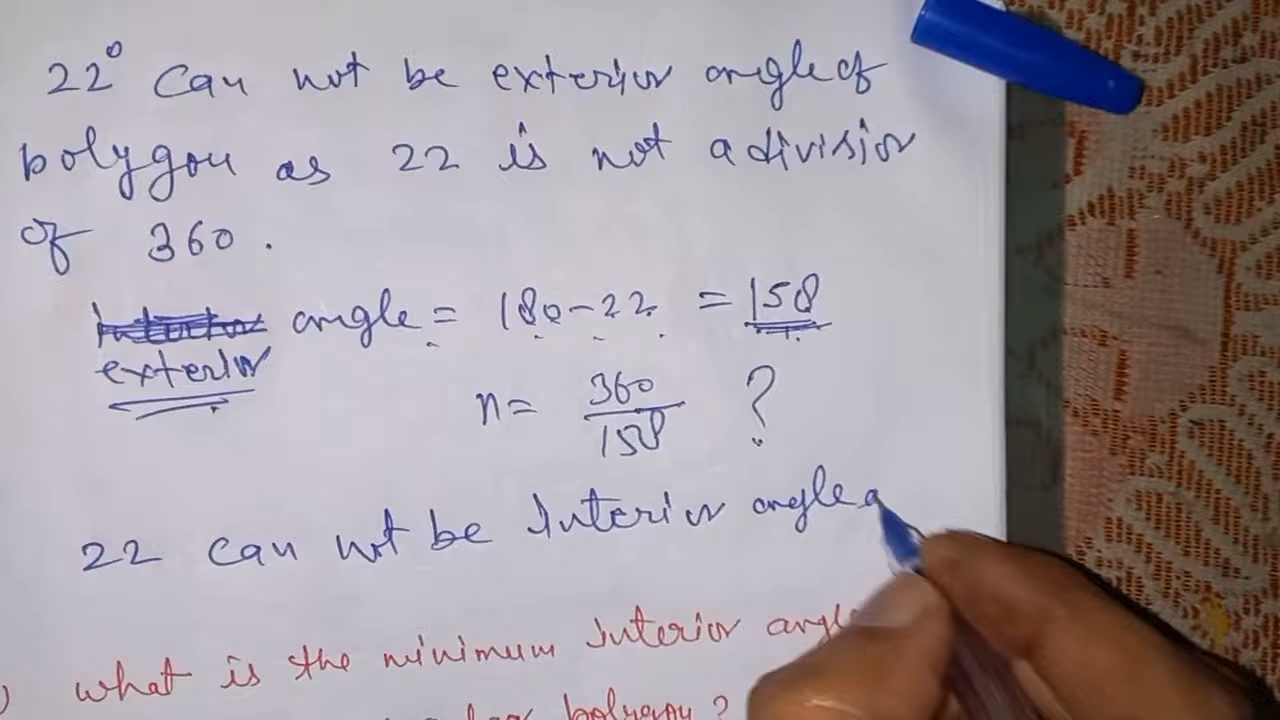 22° can not be exterior angle of
polygon as 22 is not a divisior
of 360.
angle = 180-22 = 158
exterior
n= 360/158 ?
22 can not be Interior angle
what is the minimum Interior angle